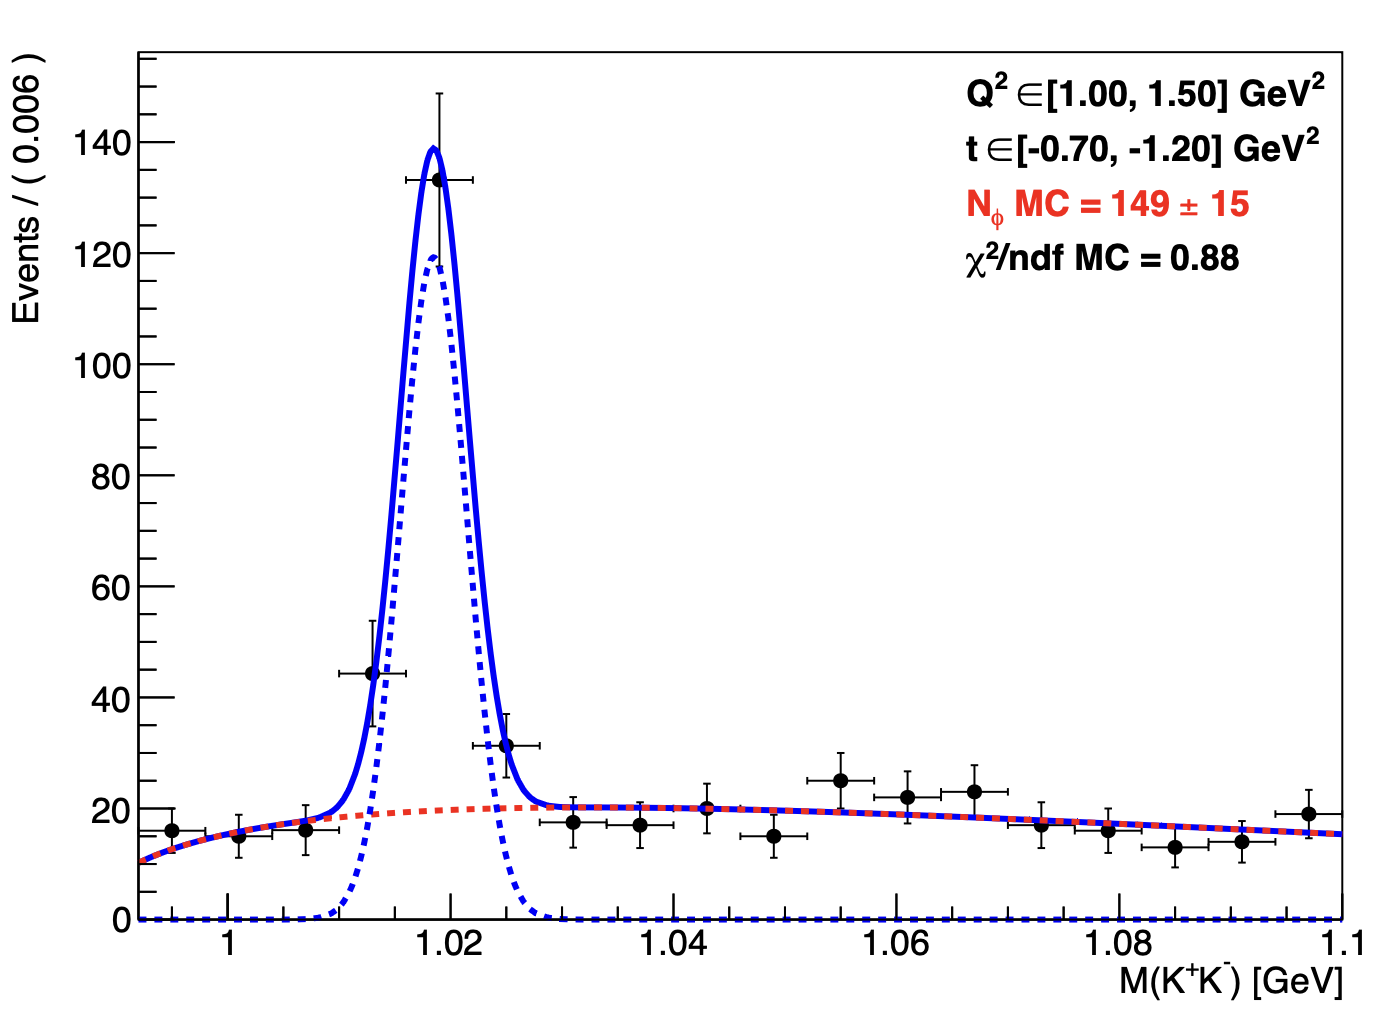 Events / ( 0.006 )
140
120
100
80
60
40
20
0
Q² ∈[1.00, 1.50] GeV²
t ∈[-0.70, -1.20] GeV²
Nϕ MC = 149 ± 15
χ²/ndf MC = 0.88
1 1.02 1.04 1.06 1.08 1.1
M(K⁺K⁻) [GeV]